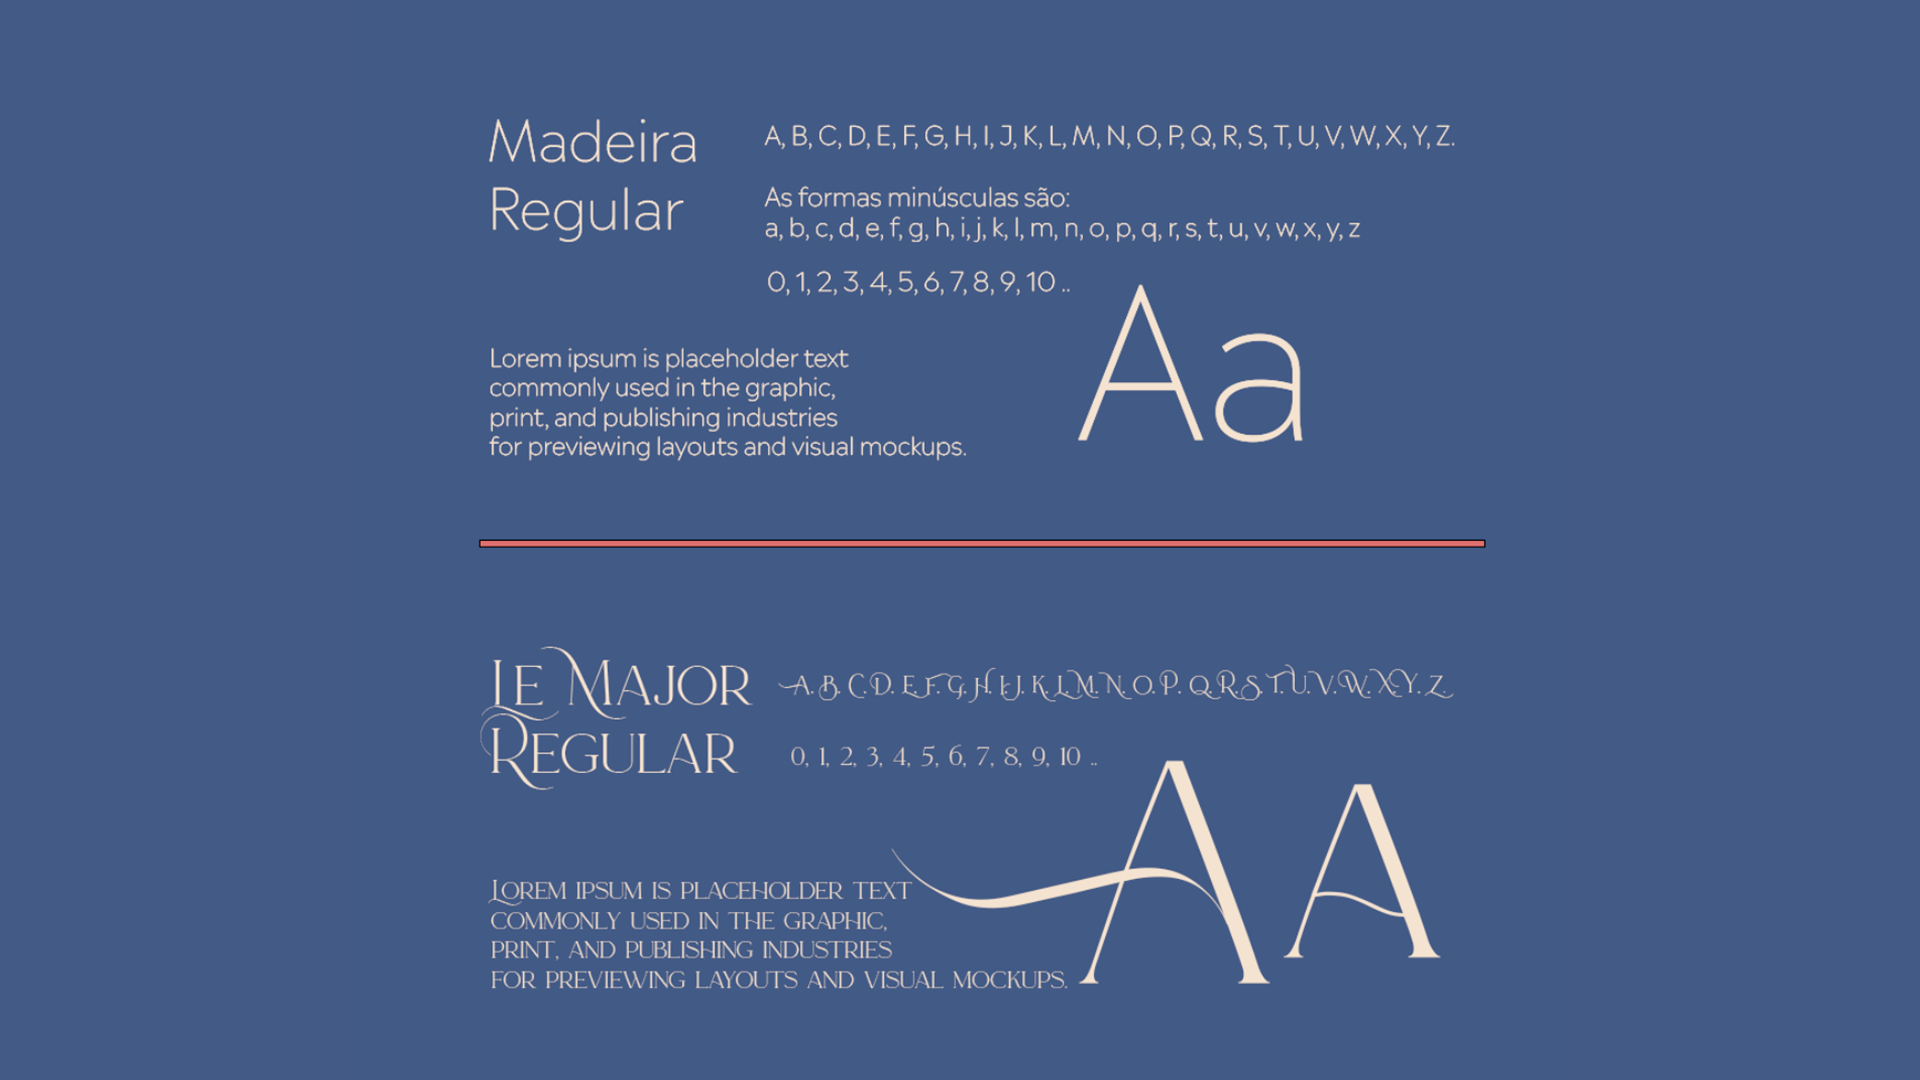 Madeira
Regular
A, B, C, D, E, F, G, H, I, J, K, L, M, N, O, P, Q, R, S, T, U, V, W, X, Y, Z.
As formas minúsculas são:
a, b, c, d, e, f, g, h, i, j, k, l, m, n, o, p, q, r, s, t, u, v, w, x, y, z
0, 1, 2, 3, 4, 5, 6, 7, 8, 9, 10 ..
Aa
Lorem ipsum is placeholder text
commonly used in the graphic,
print, and publishing industries
for previewing layouts and visual mockups.
LE MAJOR
REGULAR
A. B. C. D. E. F. G. H. I. J. K. L. M. N. O. P. Q. R. S. T. U. V. W. X. Y. Z.
0, 1, 2, 3, 4, 5, 6, 7, 8, 9, 10 ..
AA
LOREM IPSUM IS PLACEHOLDER TEXT
COMMONLY USED IN THE GRAPHIC,
PRINT, AND PUBLISHING INDUSTRIES
FOR PREVIEWING LAYOUTS AND VISUAL MOCKUPS.